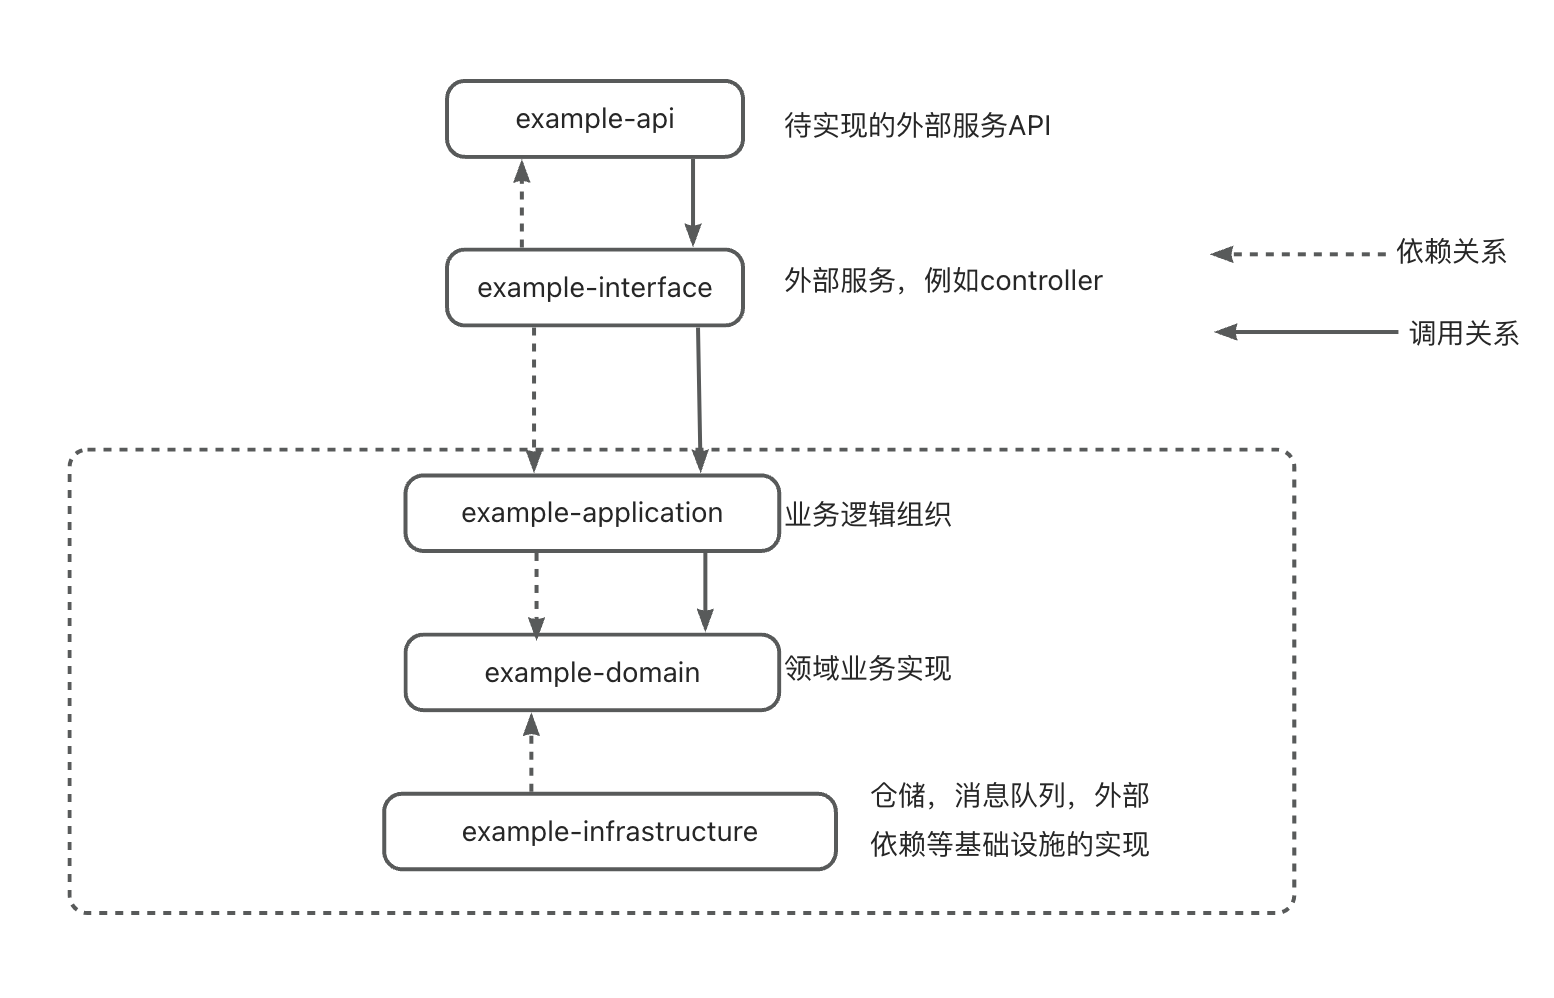 example-api
待实现的外部服务API
example-interface
外部服务，例如controller
依赖关系
调用关系
example-application
业务逻辑组织
example-domain
领域业务实现
example-infrastructure
仓储，消息队列，外部
依赖等基础设施的实现